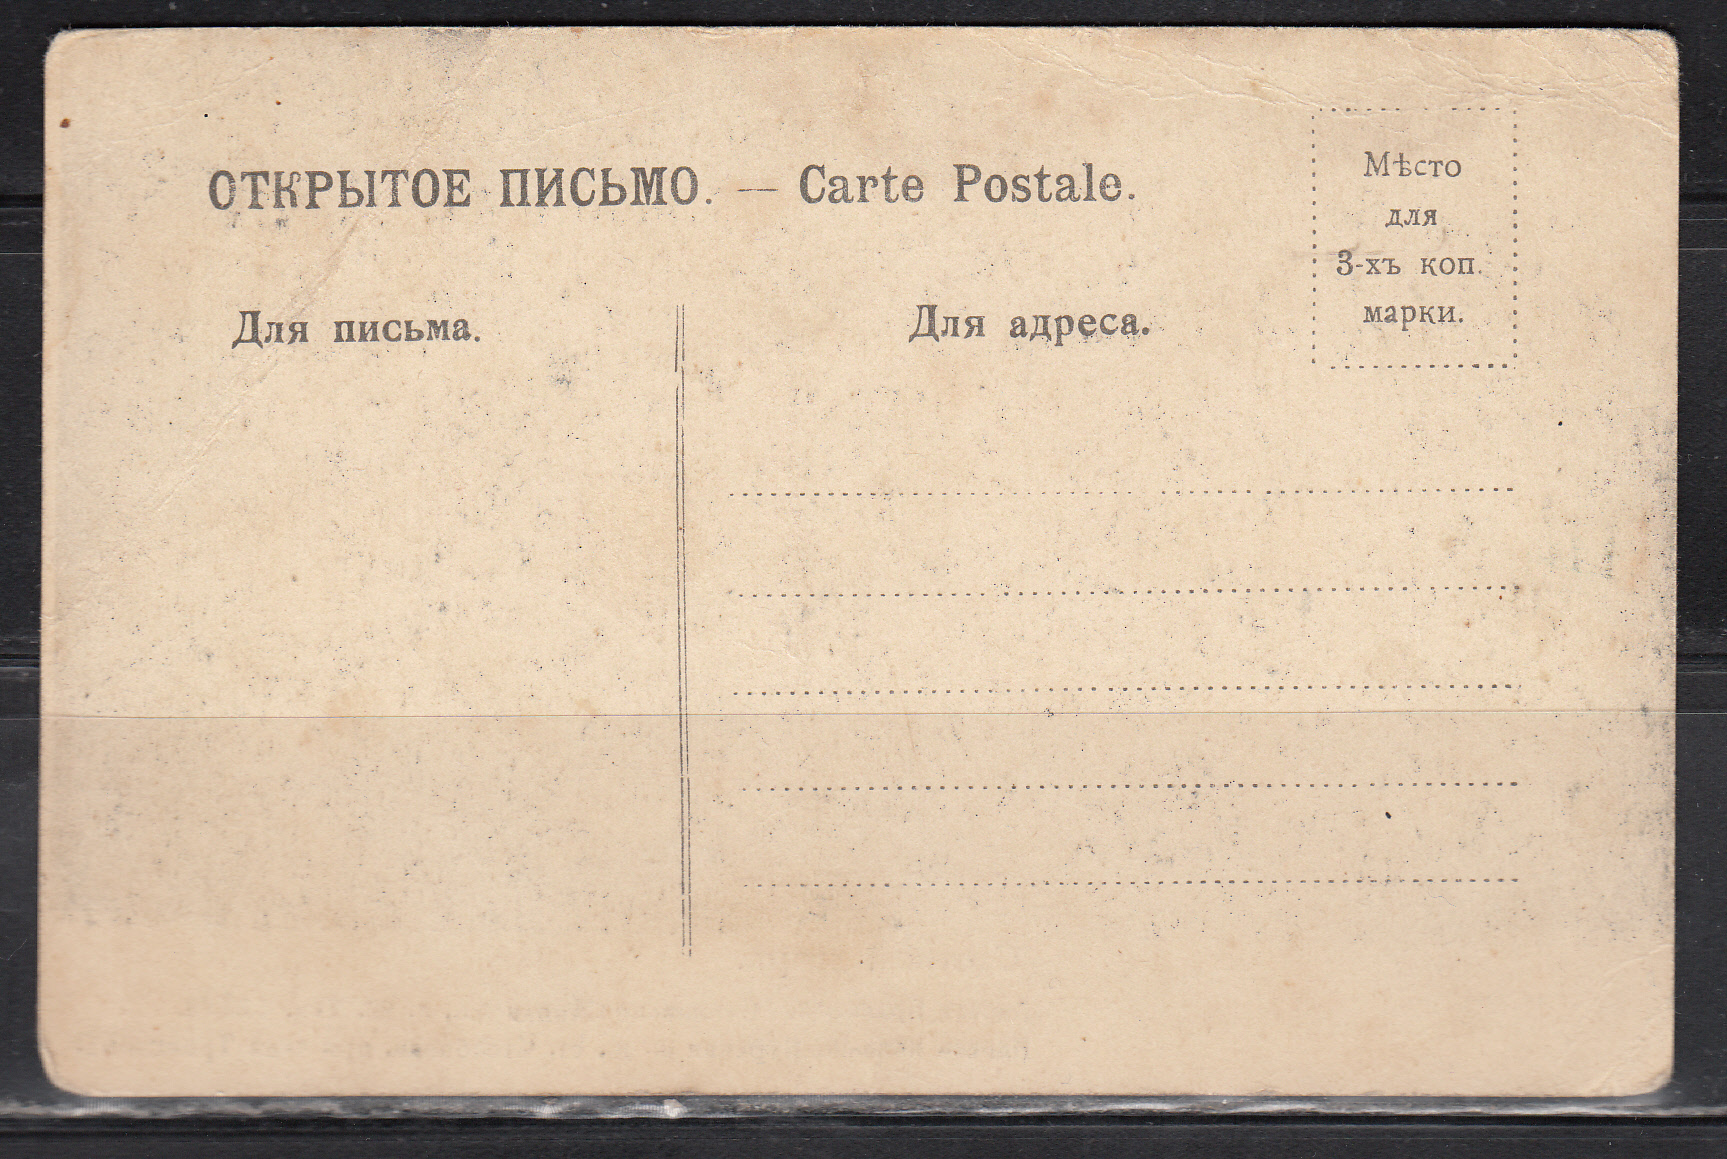 ОТКРЫТОЕ ПИСЬМО. — Carte Postale.
Мѣсто
для
3-хъ коп.
марки.
Для письма.
Для адреса.